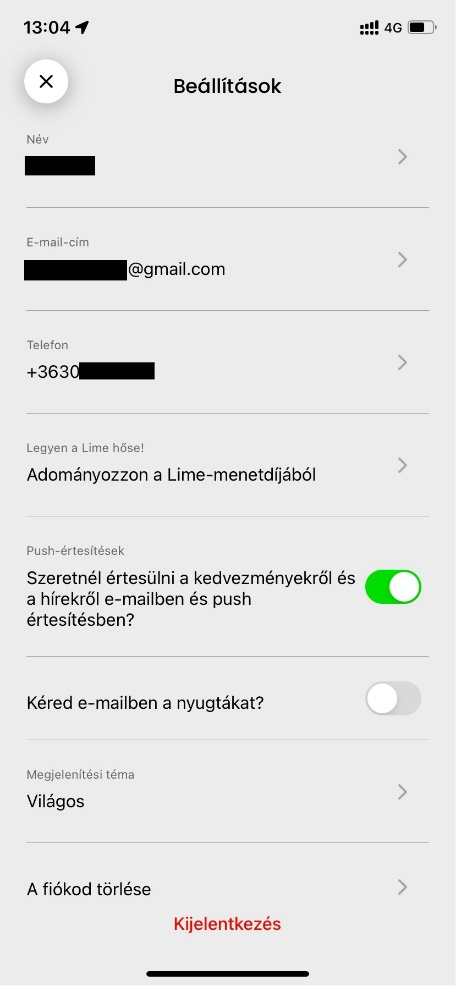 13:04
4G
Beállítások
Név
E-mail-cím
@gmail.com
Telefon
+3630
Legyen a Lime hőse!
Adományozzon a Lime-menetdíjából
Push-értesítések
Szeretnél értesülni a kedvezményekről és
a hírekről e-mailben és push
értesítésben?
Kéred e-mailben a nyugtákat?
Megjelenítési téma
Világos
A fiókod törlése
Kijelentkezés